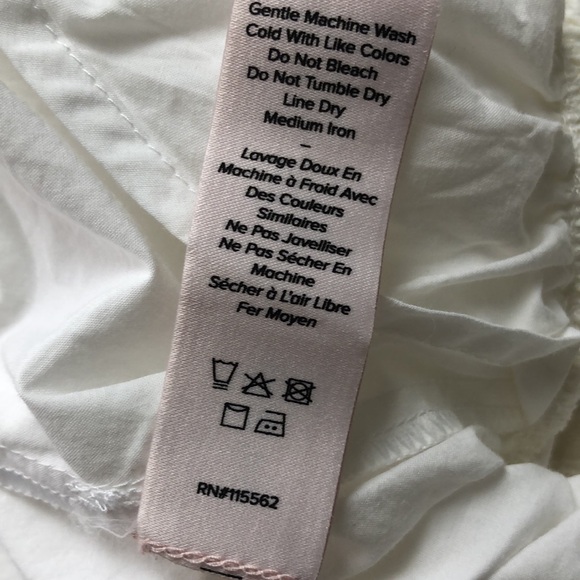 Gentle Machine Wash
Cold With Like Colors
Do Not Bleach
Do Not Tumble Dry
Line Dry
Medium Iron
–
Lavage Doux En
Machine à Froid Avec
Des Couleurs
Similaires
Ne Pas Javelliser
Ne Pas Sécher En
Machine
Sécher à L'air Libre
Fer Moyen
RN#115562